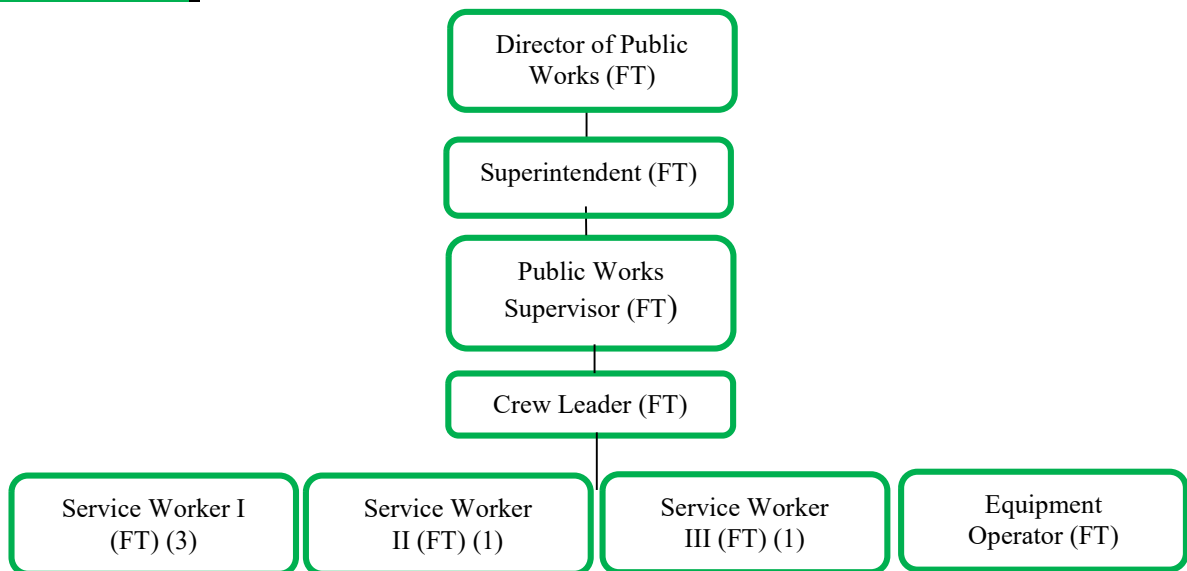 Director of Public
Works (FT)
Superintendent (FT)
Public Works
Supervisor (FT)
Crew Leader (FT)
Service Worker I
(FT) (3)
Service Worker
II (FT) (1)
Service Worker
III (FT) (1)
Equipment
Operator (FT)